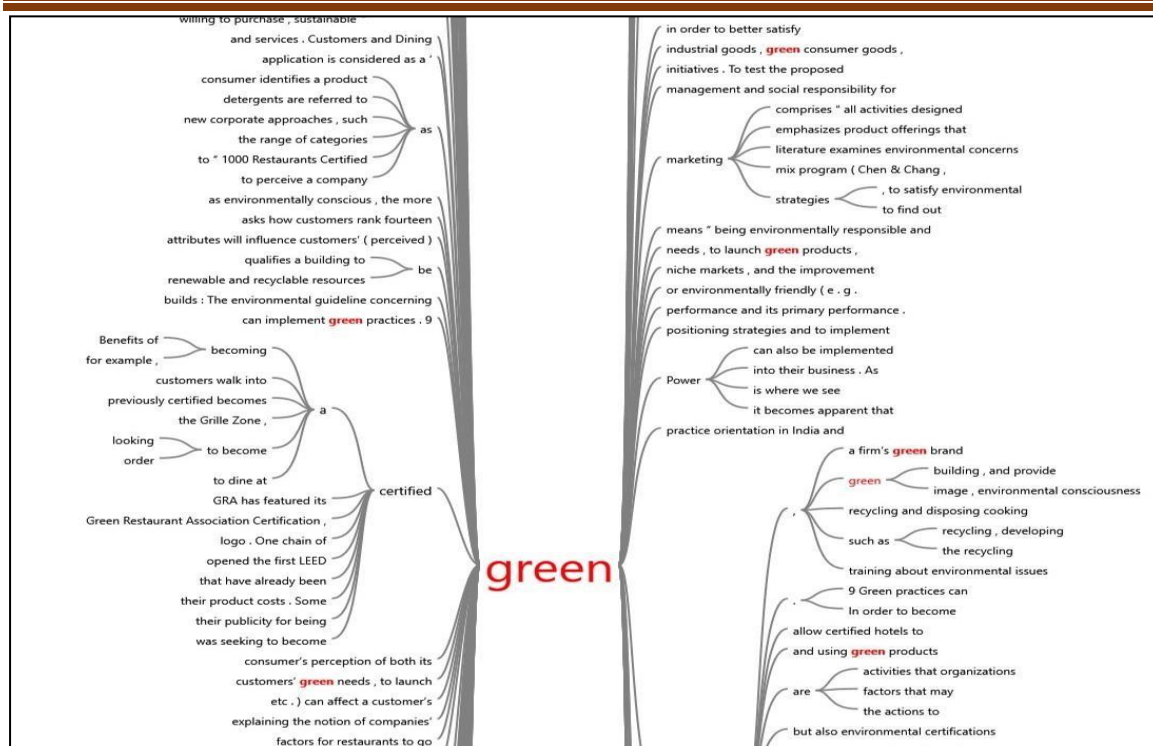 willing to purchase , sustainable
and services . Customers and Dining
application is considered as a '
consumer identifies a product
detergents are referred to
new corporate approaches , such
the range of categories
to " 1000 Restaurants Certified
to perceive a company
as
as environmentally conscious , the more
asks how customers rank fourteen
attributes will influence customers' ( perceived )
qualifies a building to
renewable and recyclable resources
be
builds : The environmental guideline concerning
can implement green practices . 9
Benefits of
for example ,
becoming
customers walk into
previously certified becomes
the Grille Zone ,
looking
order
to become
to dine at
a
GRA has featured its
Green Restaurant Association Certification ,
logo . One chain of
opened the first LEED
that have already been
their product costs . Some
their publicity for being
was seeking to become
certified
consumer's perception of both its
customers' green needs , to launch
etc . ) can affect a customer's
explaining the notion of companies'
factors for restaurants to go
green
in order to better satisfy
industrial goods , green consumer goods ,
initiatives . To test the proposed
management and social responsibility for
marketing
comprises " all activities designed
emphasizes product offerings that
literature examines environmental concerns
mix program ( Chen & Chang ,
strategies
, to satisfy environmental
to find out
means " being environmentally responsible and
needs , to launch green products ,
niche markets , and the improvement
or environmentally friendly ( e . g .
performance and its primary performance .
positioning strategies and to implement
Power
can also be implemented
into their business . As
is where we see
it becomes apparent that
practice orientation in India and
,
a firm's green brand
green
building , and provide
image , environmental consciousness
recycling and disposing cooking
such as
recycling , developing
the recycling
training about environmental issues
.
9 Green practices can
In order to become
allow certified hotels to
and using green products
are
activities that organizations
factors that may
the actions to
but also environmental certifications